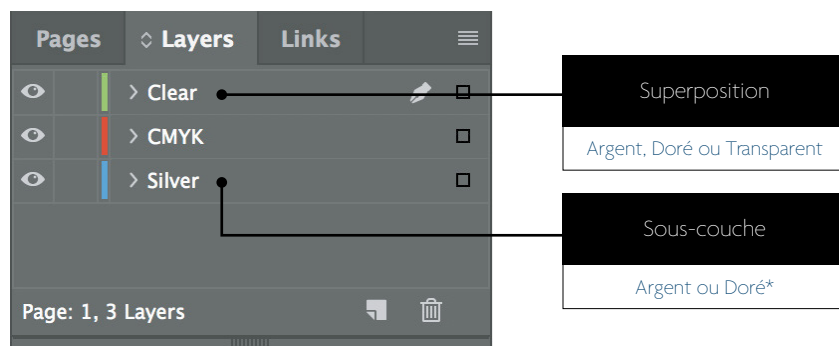 Pages Layers Links
Clear
CMYK
Silver
Page: 1, 3 Layers
Superposition
Argent, Doré ou Transparent
Sous-couche
Argent ou Doré*